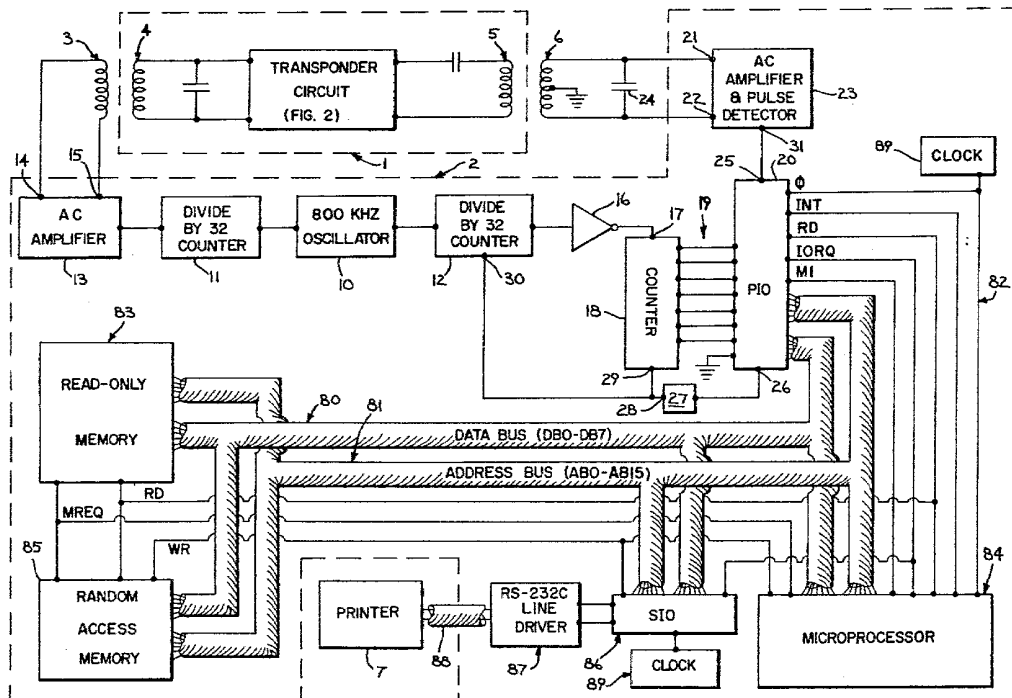 3
4
5
6
TRANSPONDER
CIRCUIT
(FIG. 2)
24
21
22
AC
AMPLIFIER
& PULSE
DETECTOR
23
31
1
2
14
15
A C
AMPLIFIER
13
DIVIDE
BY 32
COUNTER
11
800 KHZ
OSCILLATOR
10
DIVIDE
BY 32
COUNTER
12
30
16
17
COUNTER
18
29
19
25
20
PIO
26
27
28
Φ
INT
RD
IORQ
M1
89
CLOCK
82
83
READ-ONLY
MEMORY
80
81
DATA BUS (DB0-DB7)
ADDRESS BUS (AB0-AB15)
RD
MREQ
WR
85
RANDOM
ACCESS
MEMORY
PRINTER
7
88
RS-232C
LINE
DRIVER
87
SIO
86
CLOCK
89
84
MICROPROCESSOR